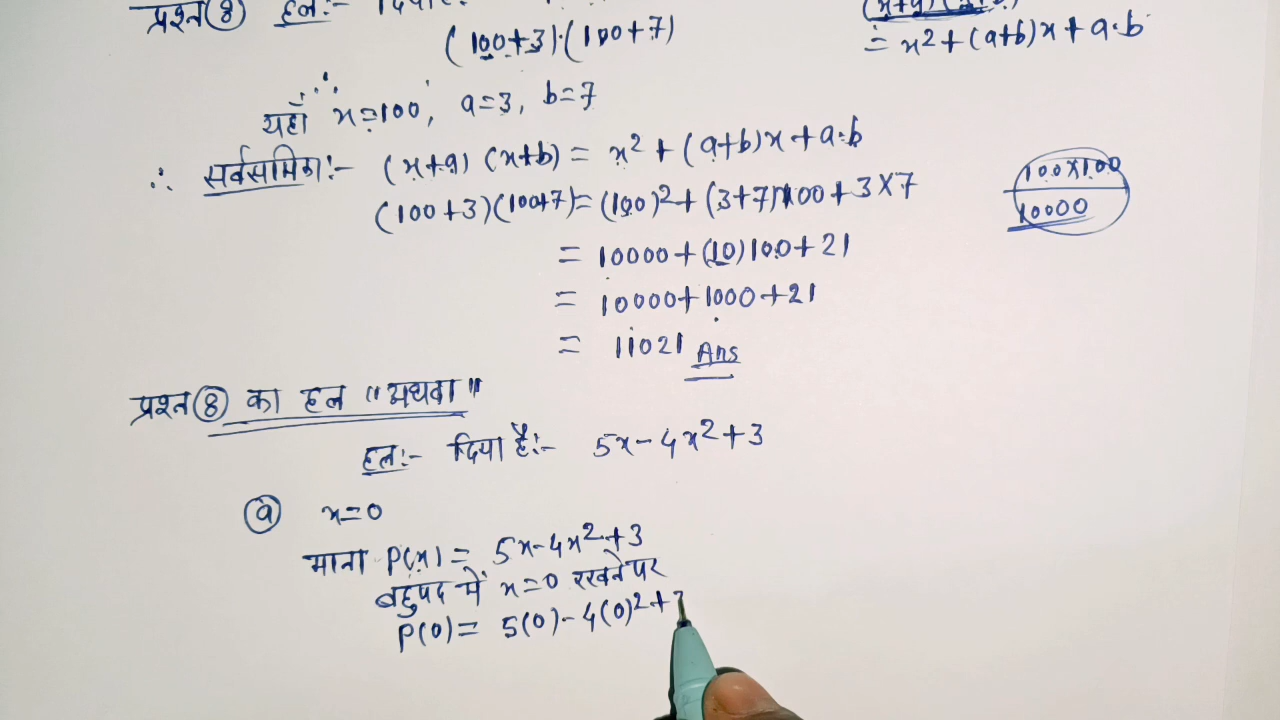 प्रश्न (8) हल:-
(100+3).(100+7)
= x² + (a+b)x + a.b
यहाँ x=100, a=3, b=7
∴ सर्वसमिका:- (x+a) (x+b) = x² + (a+b)x + a.b
(100+3)(100+7) = (100)² + (3+7)100 + 3×7
100×100
10000
= 10000+(10)100+21
= 10000+1000+21
= 11021 Ans
प्रश्न (8) का हल "अथवा"
हल:- दिया है:- 5x-4x²+3
(a) x=0
माना P(x) = 5x-4x²+3
बहुपद में x=0 रखने पर
P(0) = 5(0)-4(0)²+